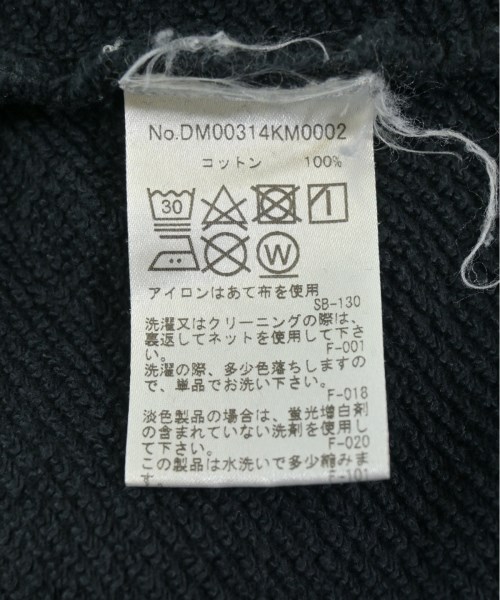 No.DM00314KM0002
コットン 100%
30
W
アイロンはあて布を使用
SB-130
洗濯又はクリーニングの際は、
裏返してネットを使用して下さ
い。 F-001
洗濯の際、多少色落ちしますの
で、単品でお洗い下さい。
F-018
淡色製品の場合は、蛍光増白剤
の含まれていない洗剤を使用し
て下さい。 F-020
この製品は水洗いで多少縮みま
す。 F-101